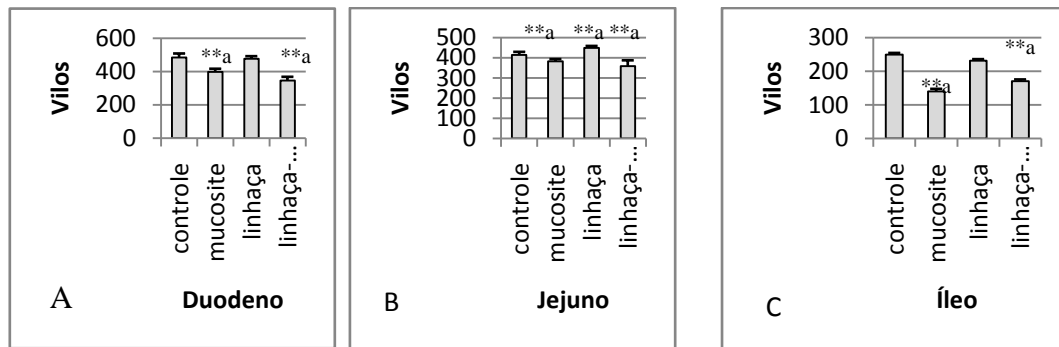 600
400
200
0
Vilos
**a
**a
controle
mucosite
linhaça
linhaça-...
A
Duodeno
500
400
300
200
100
0
Vilos
**a
**a
**a
controle
mucosite
linhaça
linhaça-...
B
Jejuno
300
200
100
0
Vilos
**a
**a
controle
mucosite
linhaça
linhaça-...
C
Íleo